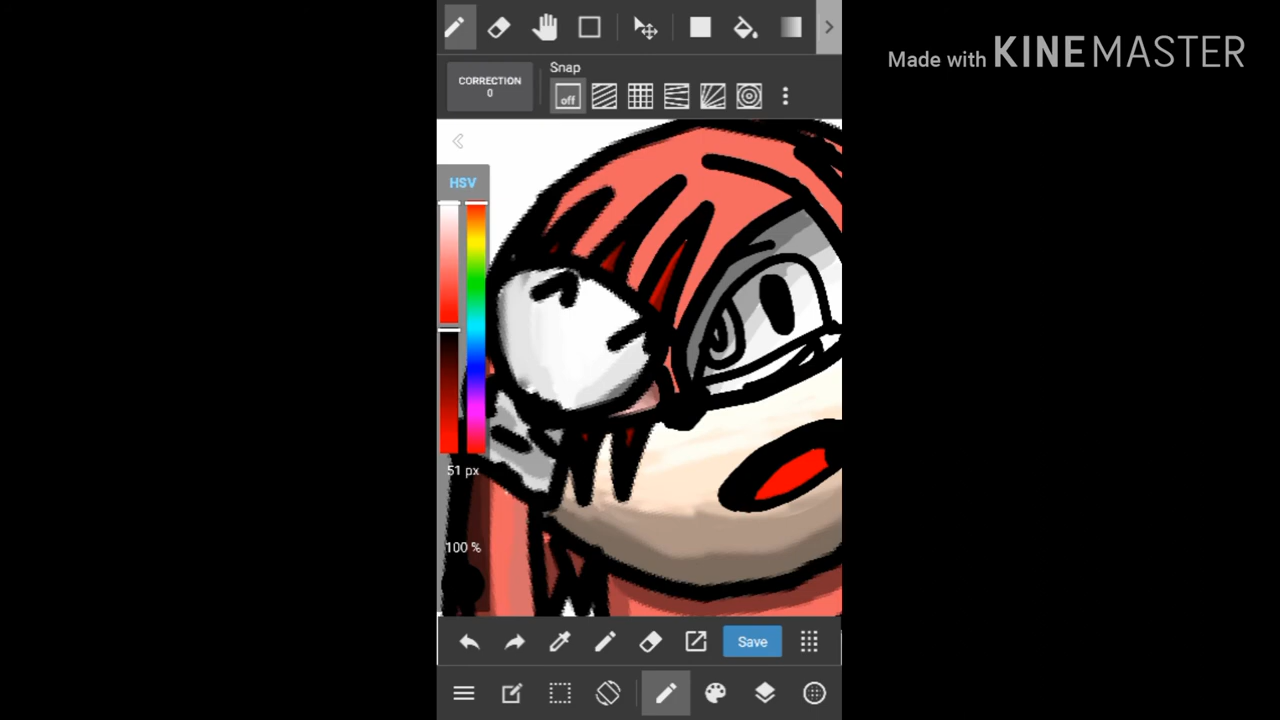 Made with KINEMASTER
Snap
CORRECTION
0
off
HSV
51 px
100 %
Save